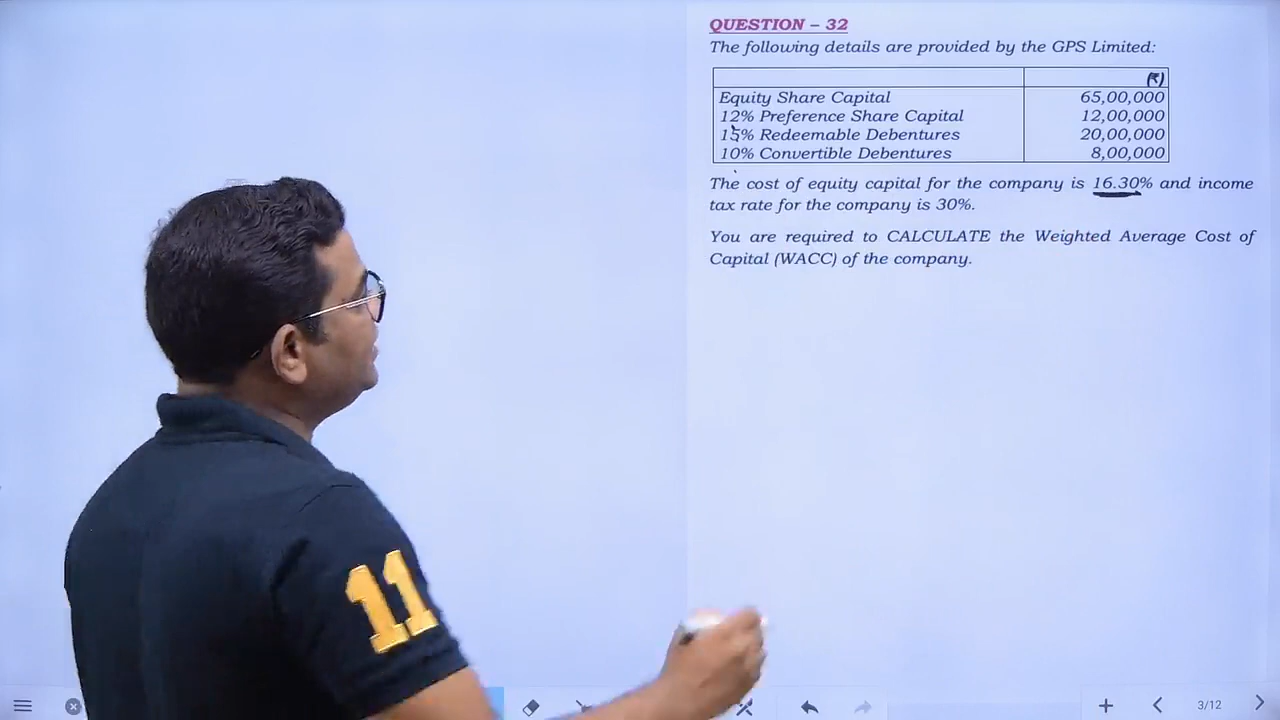 QUESTION – 32
The following details are provided by the GPS Limited:
(₹)
Equity Share Capital 65,00,000
12% Preference Share Capital 12,00,000
15% Redeemable Debentures 20,00,000
10% Convertible Debentures 8,00,000
The cost of equity capital for the company is 16.30% and income
tax rate for the company is 30%.
You are required to CALCULATE the Weighted Average Cost of
Capital (WACC) of the company.
11
3/12